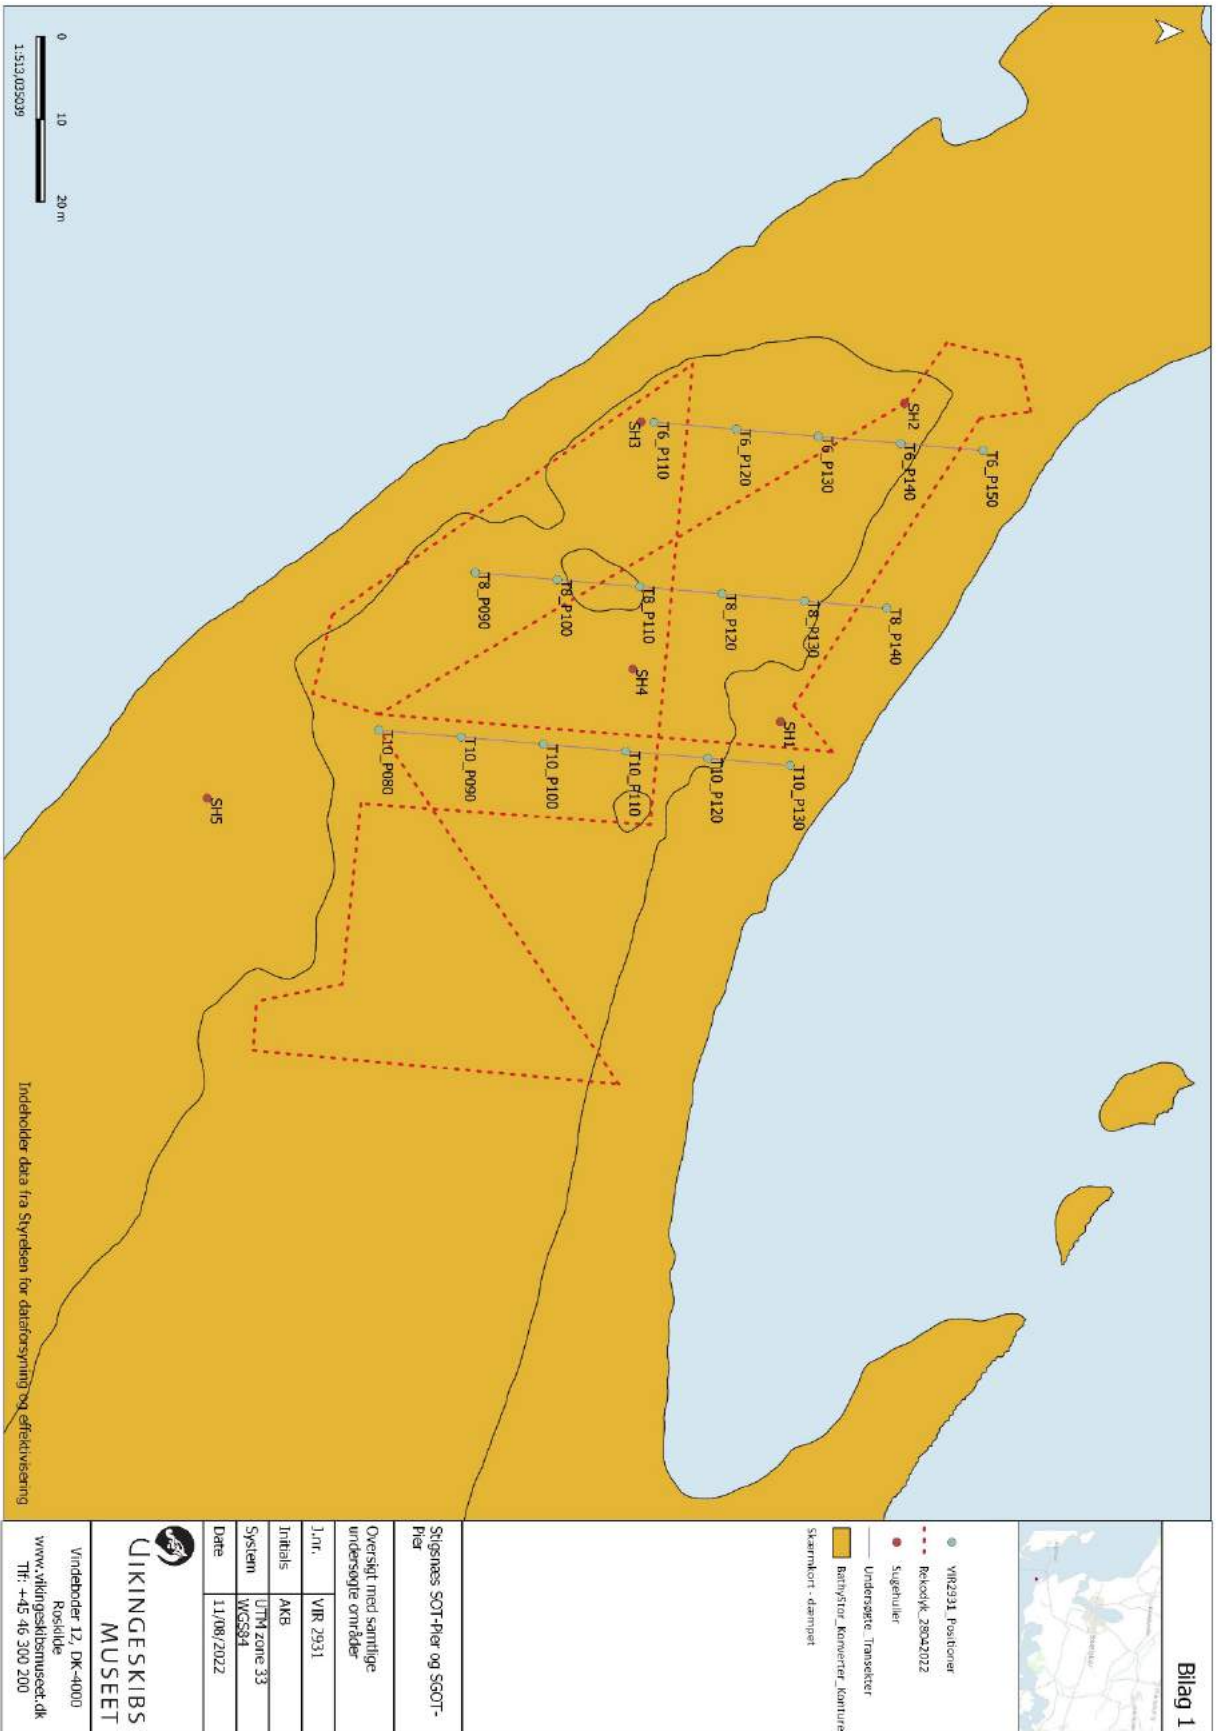 Bilag 1
VIR2931_Positioner
Rekodyk_28042022
Sugehuller
Undersøgte_Transekter
BathyStor_Konverter_Konture
Skærmkort - dæmpet
Stigsnæs SOT-Pier og SGOT-
Pier
Oversigt med samtlige
undersøgte områder
J.nr. VIR 2931
Initials AKB
System UTM zone 33
WGS84
Date 11/08/2022
VIKINGESKIBS
MUSEET
Vindeboder 12, DK-4000
Roskilde
www.vikingeskibsmuseet.dk
Tlf: +45 46 300 200
T6_P150
SH2
T6_P140
T6_P130
T6_P120
T6_P110
SH3
T8_P140
T8_P130
T8_P120
T8_P110
T8_P100
T8_P090
SH4
SH1
T10_P130
T10_P120
T10_P110
T10_P100
T10_P090
T10_P080
SH5
0 10 20 m
1:513,035039
Indeholder data fra Styrelsen for dataforsyning og effektivisering